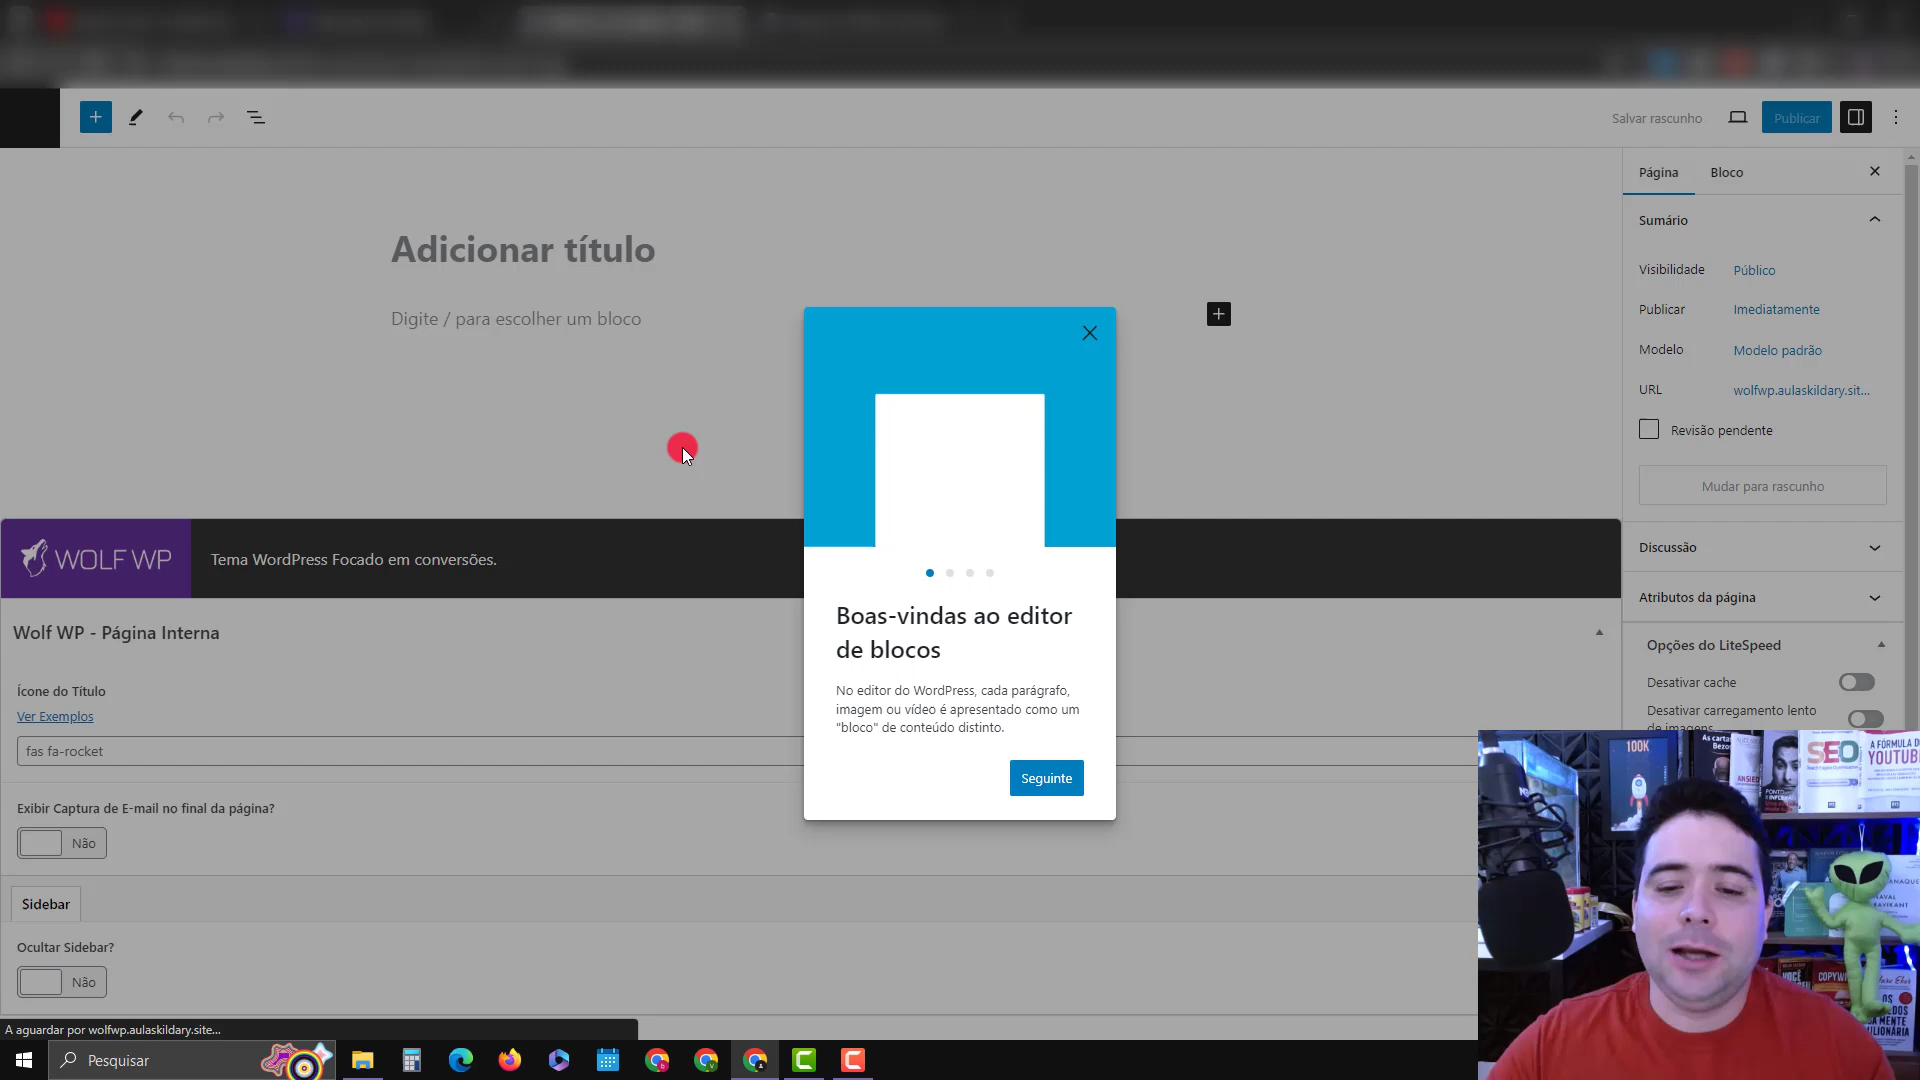 Salvar rascunho
Publicar
Página
Bloco
Adicionar título
Digite / para escolher um bloco
Sumário
Visibilidade
Público
Publicar
Imediatamente
Modelo
Modelo padrão
URL
wolfwp.aulaskildary.sit...
Revisão pendente
Mudar para rascunho
Discussão
Atributos da página
Opções do LiteSpeed
Desativar cache
Desativar carregamento lento
de imagens
WOLF WP
Tema WordPress Focado em conversões.
Wolf WP - Página Interna
Ícone do Título
Ver Exemplos
fas fa-rocket
Exibir Captura de E-mail no final da página?
Não
Sidebar
Ocultar Sidebar?
Não
Boas-vindas ao editor
de blocos
No editor do WordPress, cada parágrafo,
imagem ou vídeo é apresentado como um
"bloco" de conteúdo distinto.
Seguinte
100K
SEO
A FÓRMULA DO
YOUTUBE
A aguardar por wolfwp.aulaskildary.site...
Pesquisar